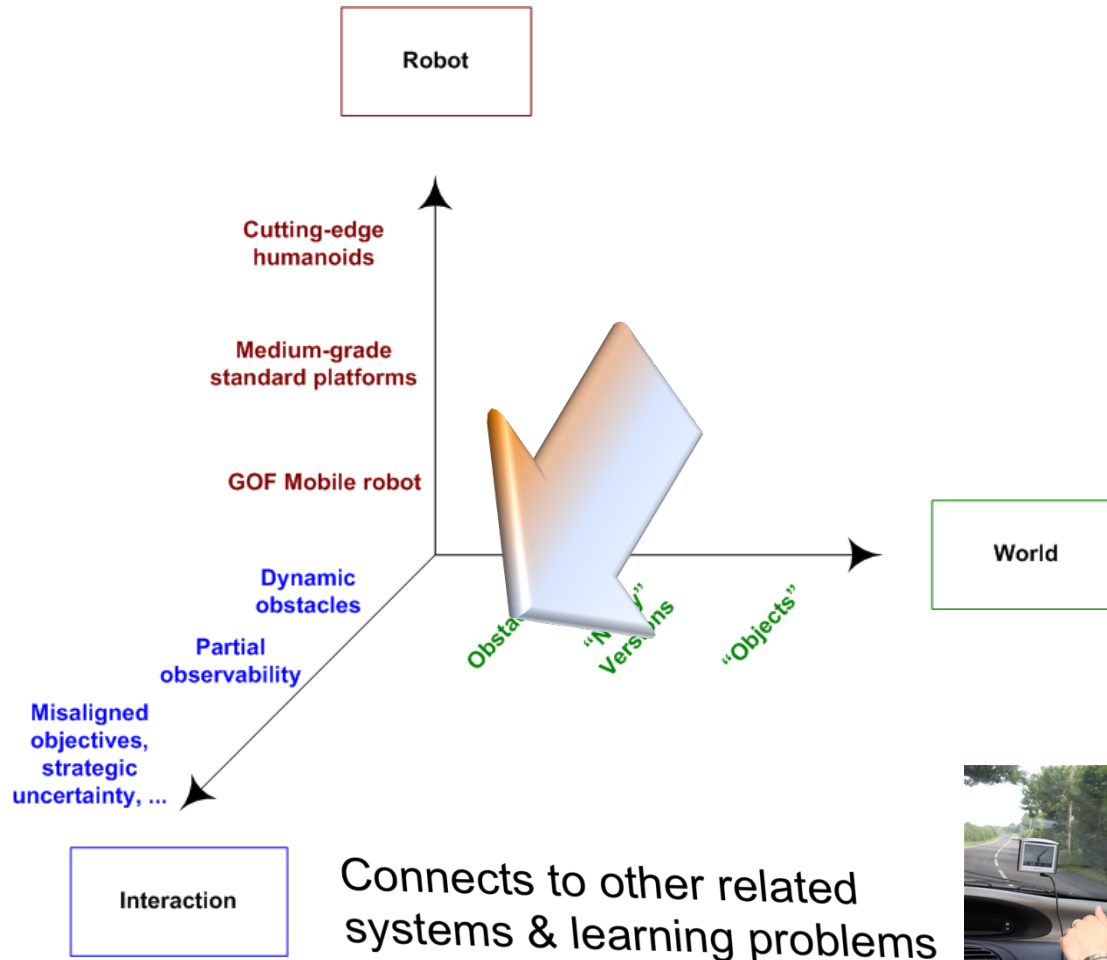 Robot
Cutting-edge
humanoids
Medium-grade
standard platforms
GOF Mobile robot
World
Dynamic
obstacles
Partial
observability
Misaligned
objectives,
strategic
uncertainty, ...
Versions
“Objects”
Interaction
Connects to other related
systems & learning problems